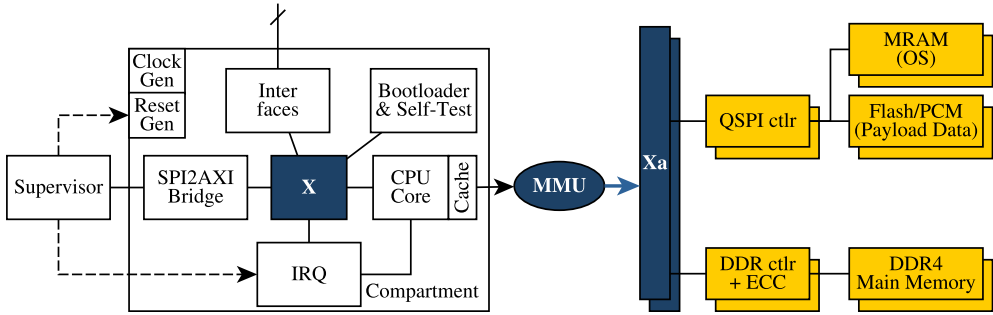 Clock
Gen
Reset
Gen
Inter
faces
Bootloader
& Self-Test
Supervisor
SPI2AXI
Bridge
X
CPU
Core
Cache
IRQ
Compartment
MMU
Xa
QSPI ctlr
MRAM
(OS)
Flash/PCM
(Payload Data)
DDR ctlr
+ ECC
DDR4
Main Memory